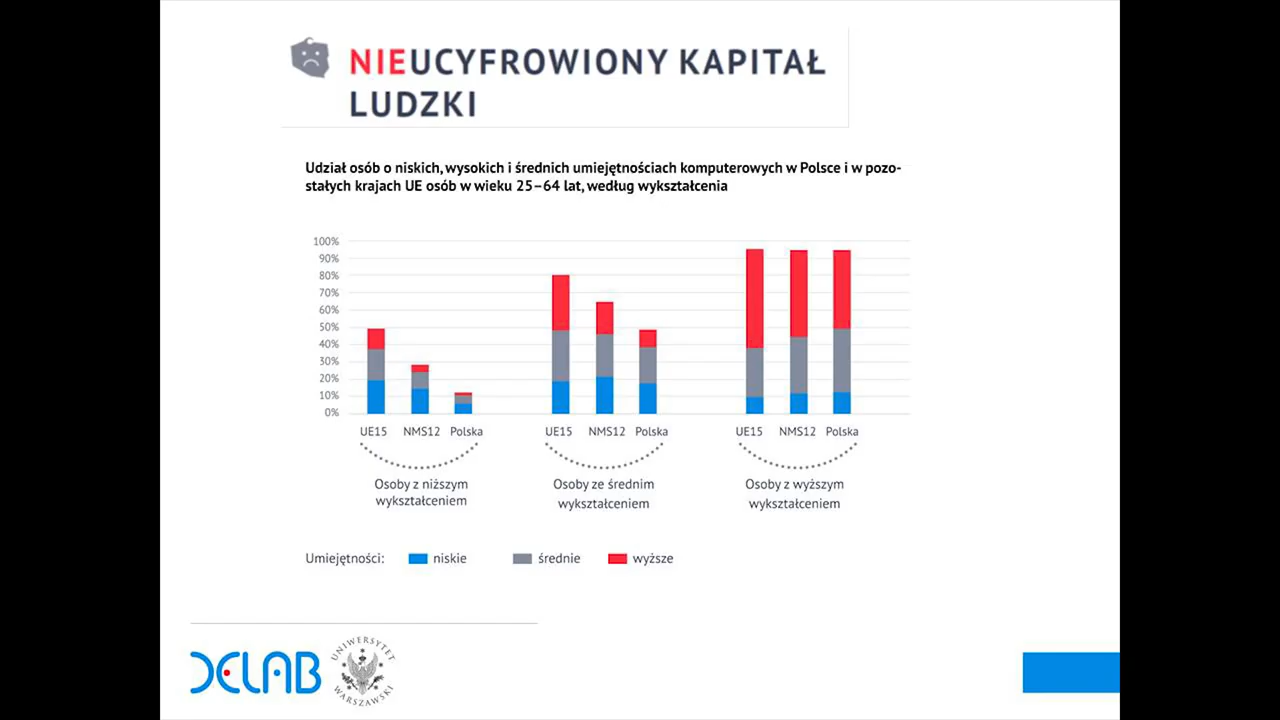 NIEUCYFROWIONY KAPITAŁ
LUDZKI
Udział osób o niskich, wysokich i średnich umiejętnościach komputerowych w Polsce i w pozo-
stałych krajach UE osób w wieku 25–64 lat, według wykształcenia
100%
90%
80%
70%
60%
50%
40%
30%
20%
10%
0%
UE15 NMS12 Polska UE15 NMS12 Polska UE15 NMS12 Polska
Osoby z niższym Osoby ze średnim Osoby z wyższym
wykształceniem wykształceniem wykształceniem
Umiejętności: niskie średnie wyższe
DELAB
UNIWERSYTET
WARSZAWSKI